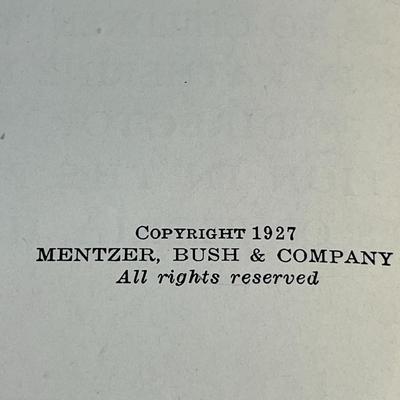 COPYRIGHT 1927
MENTZER, BUSH & COMPANY
All rights reserved